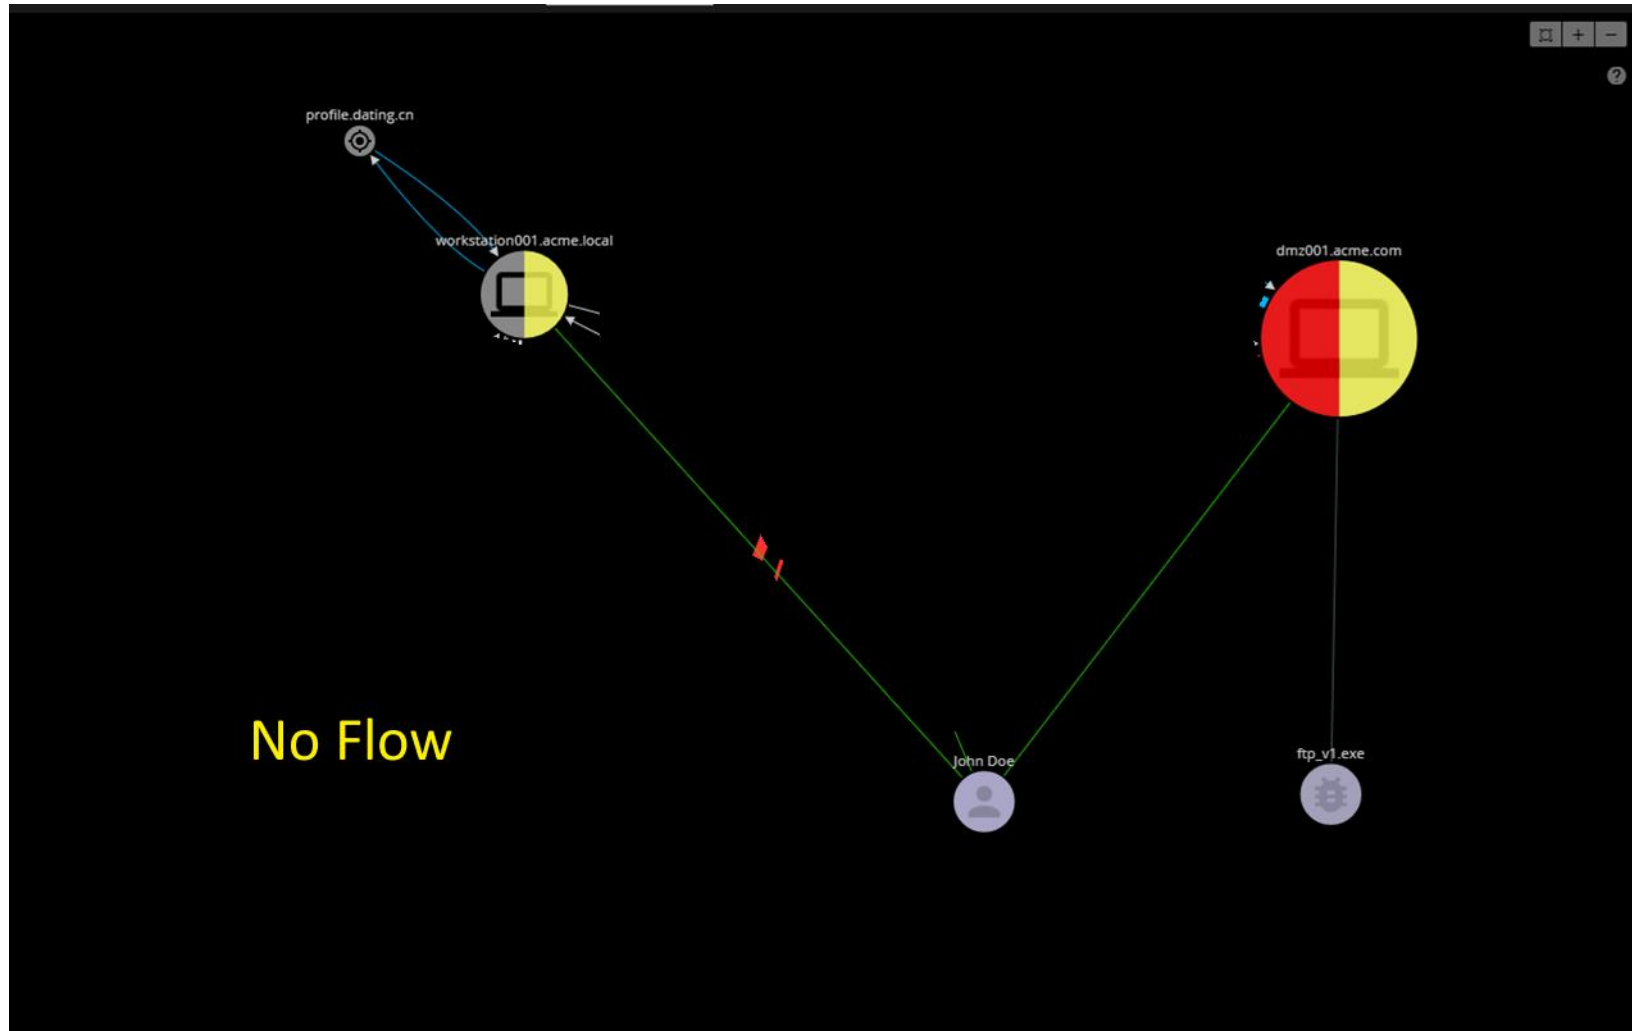 profile.dating.cn
workstation001.acme.local
dmz001.acme.com
No Flow
John Doe
ftp_v1.exe